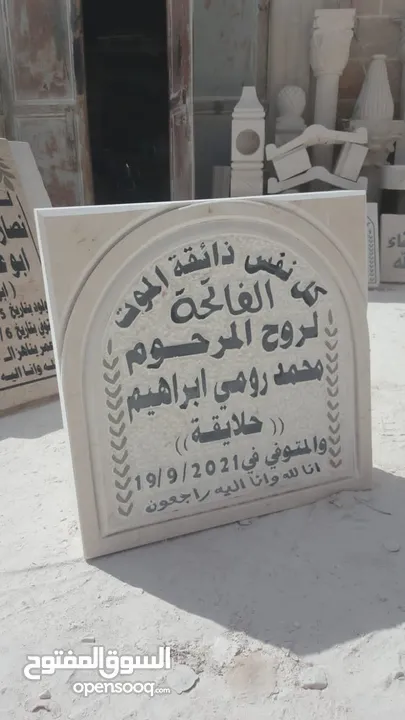 كل نفس ذائقة الموت
الفاتحة
لروح المرحوم
محمد رومي ابراهيم
(( حلايقة ))
والمتوفي في 19/9/2021
انا لله وانا اليه راجعون
السوق المفتوح
opensooq.com